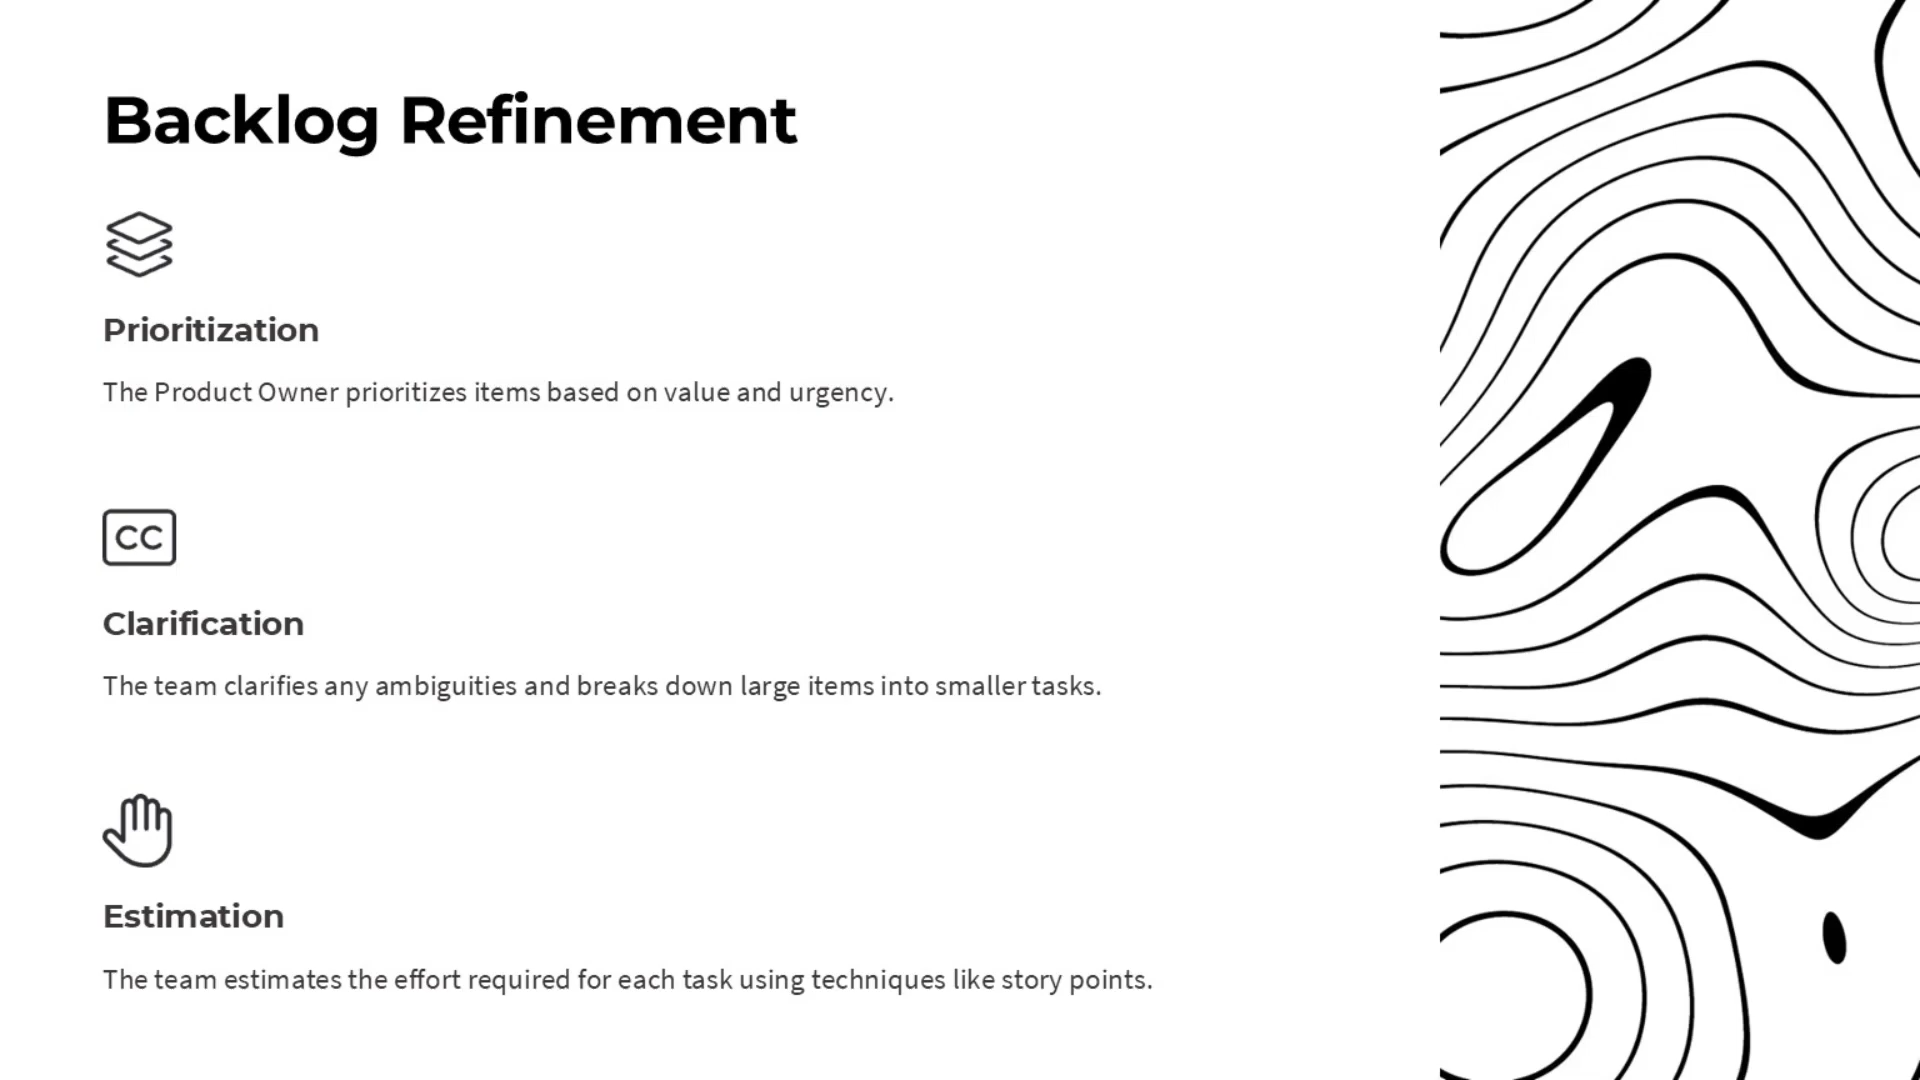 Backlog Refinement
Prioritization
The Product Owner prioritizes items based on value and urgency.
CC
Clarification
The team clarifies any ambiguities and breaks down large items into smaller tasks.
Estimation
The team estimates the effort required for each task using techniques like story points.